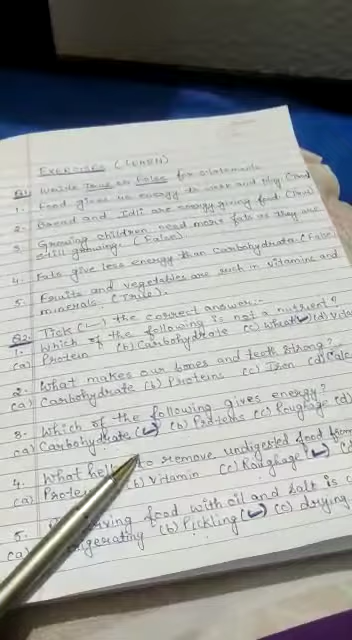 EXERCISES (LEARN)
Q1. Write True or False for statements
1. Food gives us energy to work and play (True)
2. Bread and Idli are energy giving food (True)
3. Growing children need more fats as they are
still growing. (False)
4. Fats give less energy than carbohydrate. (False
5. Fruits and vegetables are rich in vitamins and
minerals. (True).
Q2. Tick (✓) the correct answer:-
1. Which of the following is not a nutrient?
(a) Protein (b) Carbohydrate (c) Wheat (✓) (d) Vita
2. What makes our bones and teeth strong?
(a) Carbohydrate (b) Proteins (c) Iron (d) Calc
3. Which of the following gives energy?
(a) Carbohydrate (✓) (b) Proteins (c) Roughage (d)
4. What to remove undigested food from
(a) Protein (b) Vitamin (c) Roughage (✓) (d
5. food with oil and salt is c
(a) (b) Pickling (✓) (c) drying